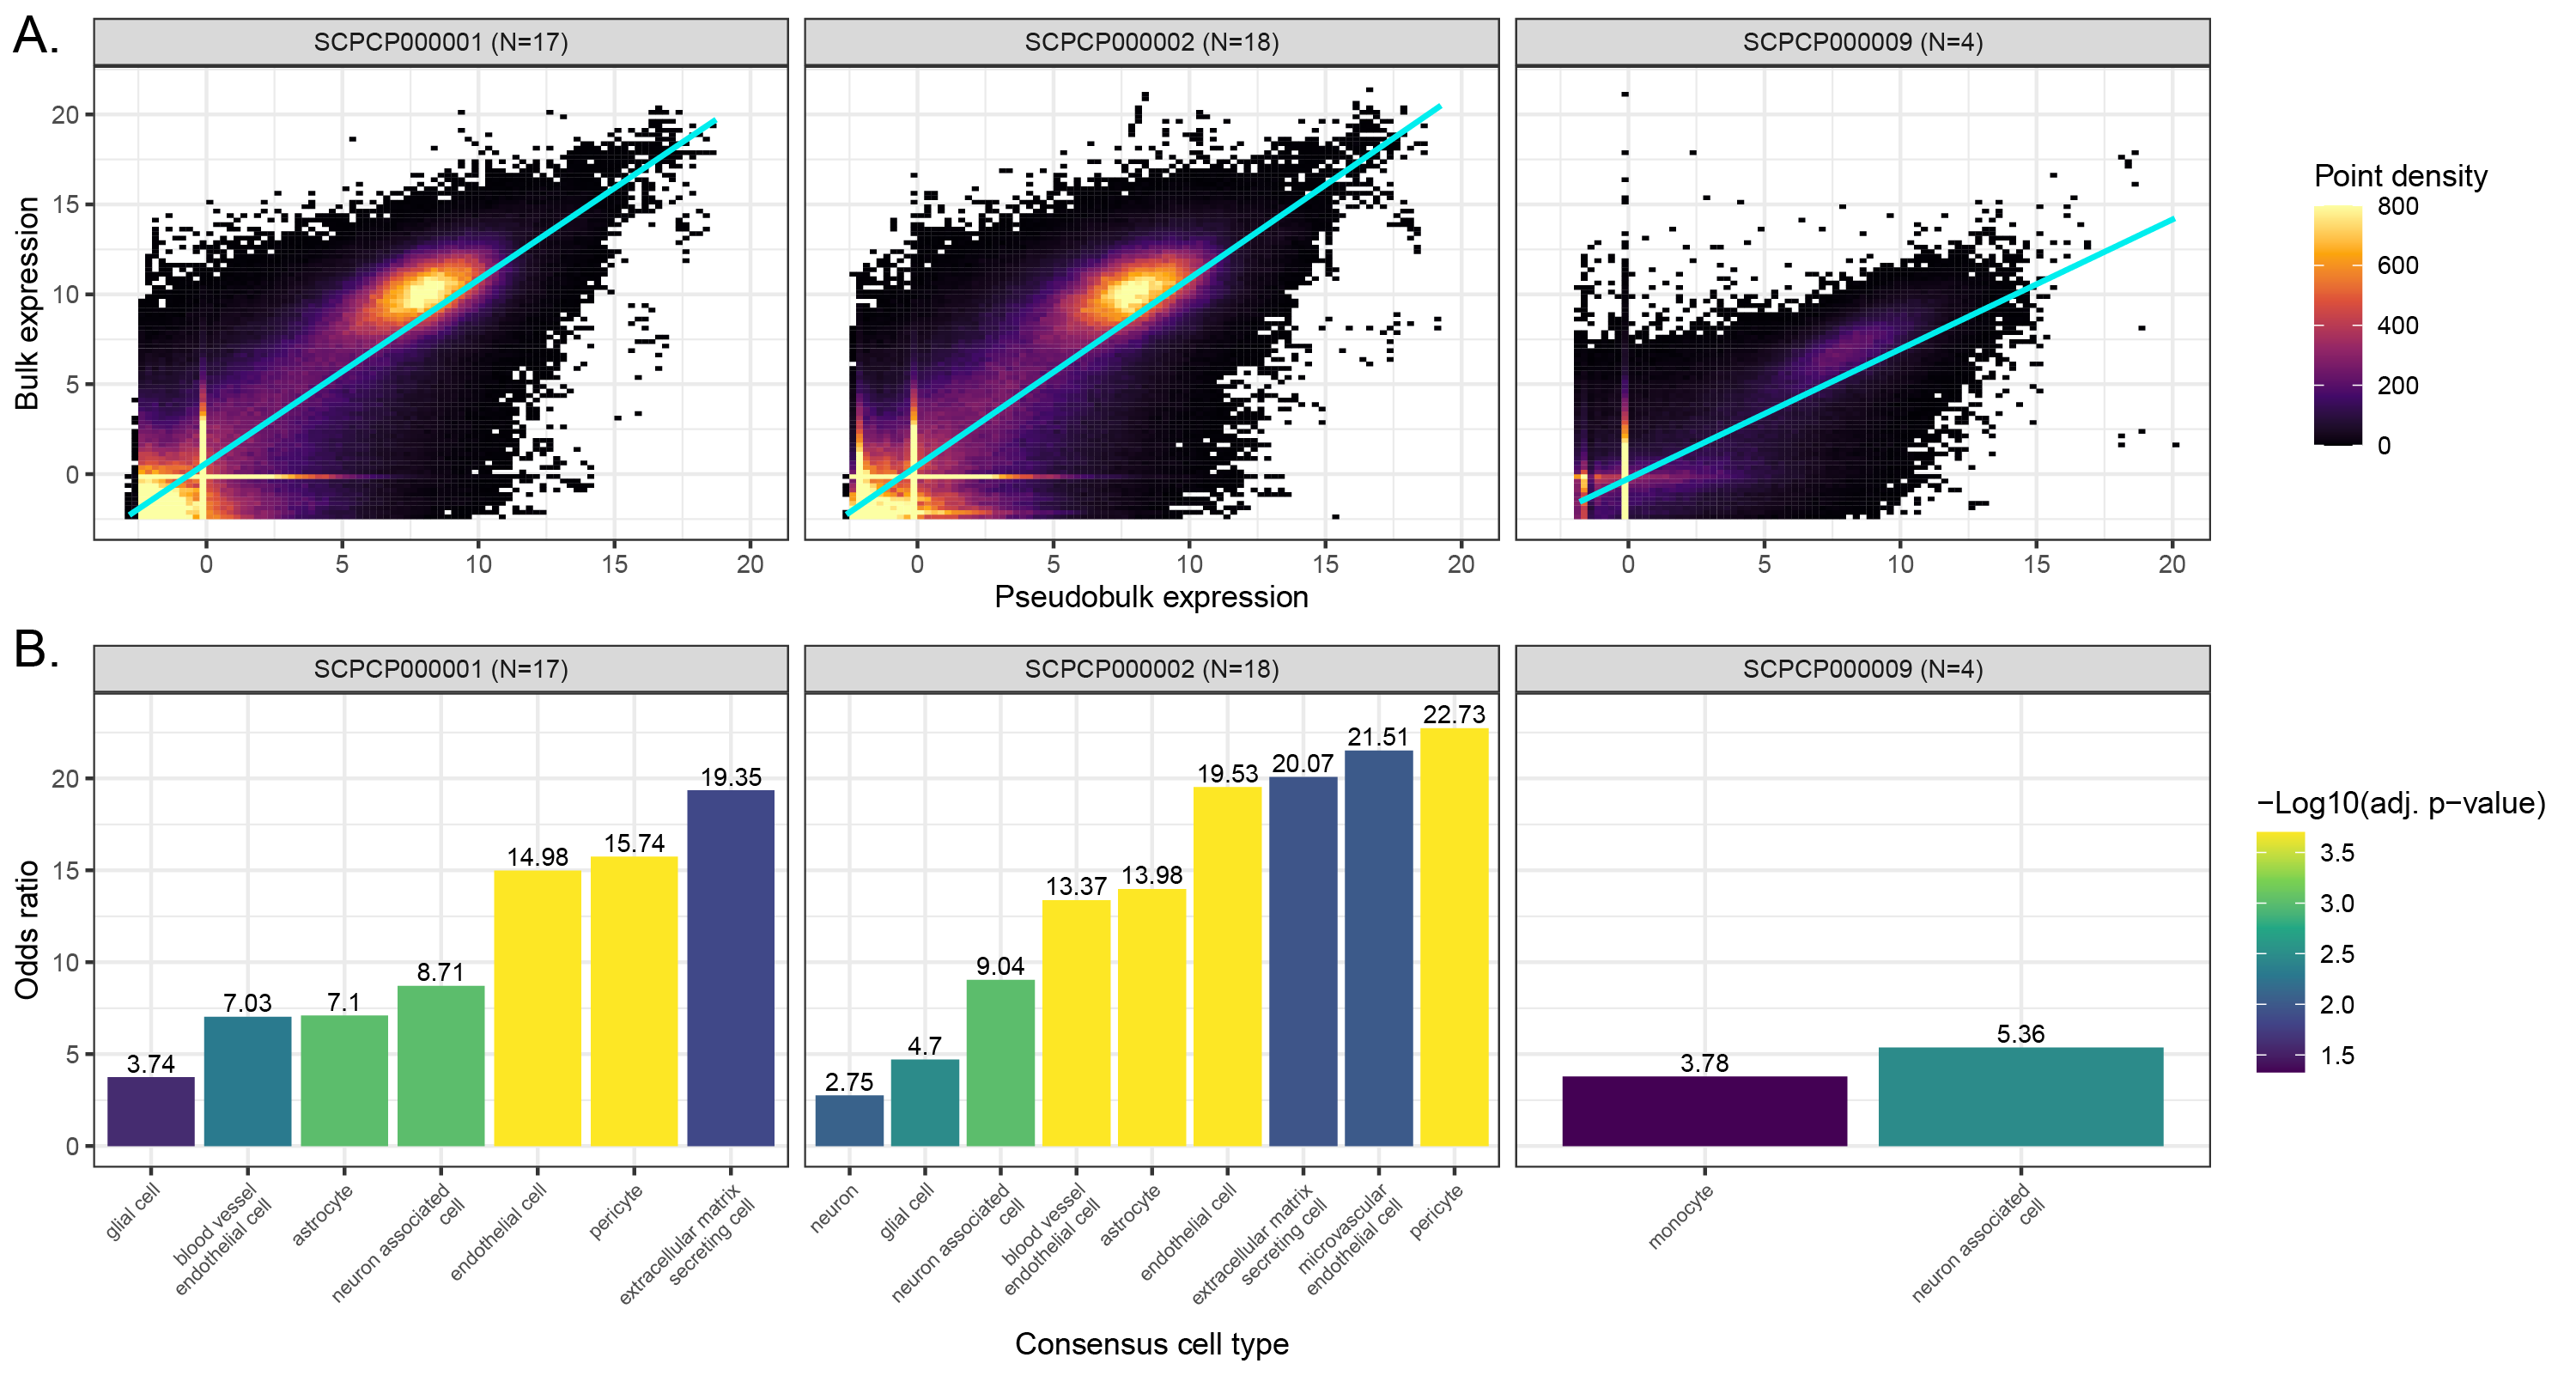 A.
SCPCP000001 (N=17)
SCPCP000002 (N=18)
SCPCP000009 (N=4)
Bulk expression
20
15
10
5
0
0 5 10 15 20
0 5 10 15 20
0 5 10 15 20
Pseudobulk expression
Point density
800
600
400
200
0
B.
SCPCP000001 (N=17)
SCPCP000002 (N=18)
SCPCP000009 (N=4)
Odds ratio
20
15
10
5
0
3.74
7.03
7.1
8.71
14.98
15.74
19.35
2.75
4.7
9.04
13.37
13.98
19.53
20.07
21.51
22.73
3.78
5.36
glial cell
blood vessel
endothelial cell
astrocyte
neuron associated
cell
endothelial cell
pericyte
extracellular matrix
secreting cell
neuron
glial cell
neuron associated
cell
blood vessel
endothelial cell
astrocyte
endothelial cell
extracellular matrix
secreting cell
microvascular
endothelial cell
pericyte
monocyte
neuron associated
cell
Consensus cell type
−Log10(adj. p−value)
3.5
3.0
2.5
2.0
1.5